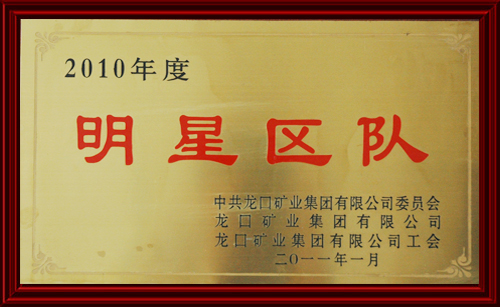 2010年度
明星区队
中共龙口矿业集团有限公司委员会
龙口矿业集团有限公司
龙口矿业集团有限公司工会
二〇一一年一月